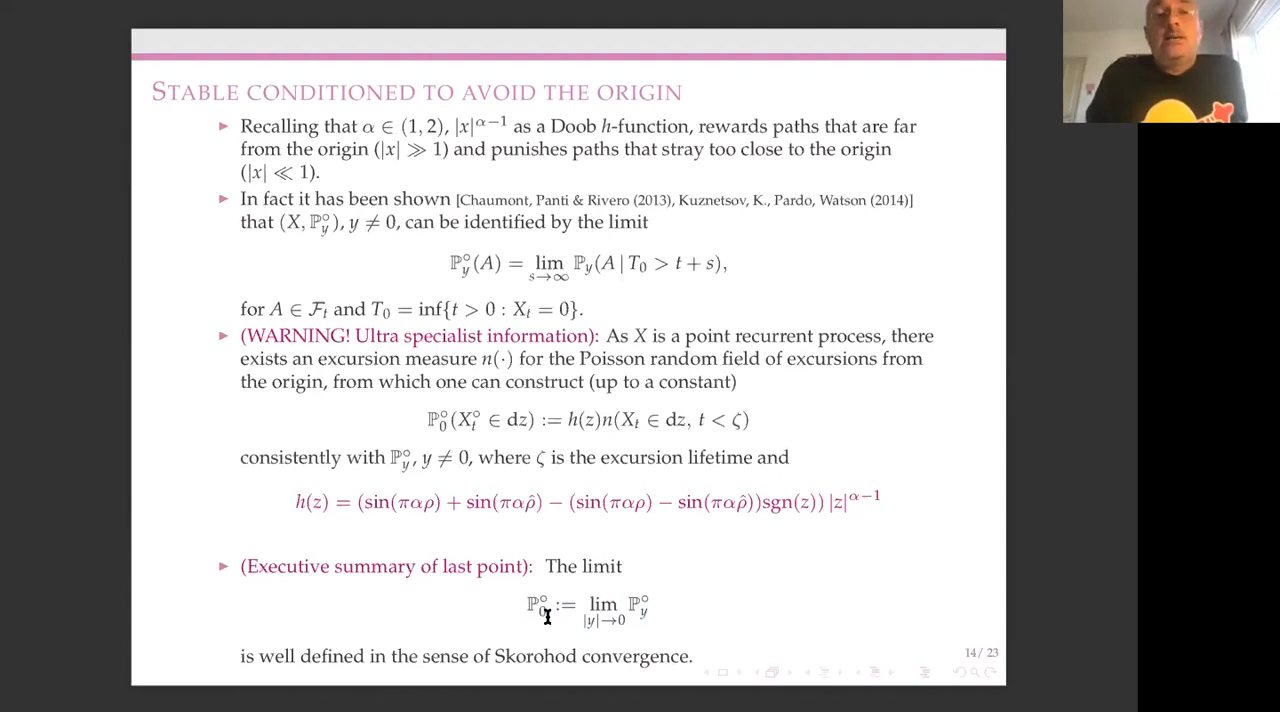 STABLE CONDITIONED TO AVOID THE ORIGIN
▶ Recalling that α ∈ (1, 2), |x|^{α−1} as a Doob h-function, rewards paths that are far
from the origin (|x| ≫ 1) and punishes paths that stray too close to the origin
(|x| ≪ 1).
▶ In fact it has been shown [Chaumont, Panti & Rivero (2013), Kuznetsov, K., Pardo, Watson (2014)]
that (X, ℙ°_y), y ≠ 0, can be identified by the limit
ℙ°_y(A) = lim_{s→∞} ℙ_y(A | T_0 > t + s),
for A ∈ ℱ_t and T_0 = inf{t > 0 : X_t = 0}.
▶ (WARNING! Ultra specialist information): As X is a point recurrent process, there
exists an excursion measure n(·) for the Poisson random field of excursions from
the origin, from which one can construct (up to a constant)
ℙ°_0(X°_t ∈ dz) := h(z)n(X_t ∈ dz, t < ζ)
consistently with ℙ°_y, y ≠ 0, where ζ is the excursion lifetime and
h(z) = (sin(παρ) + sin(παρ̂) − (sin(παρ) − sin(παρ̂))sgn(z)) |z|^{α−1}
▶ (Executive summary of last point): The limit
ℙ°_0 := lim_{|y|→0} ℙ°_y
is well defined in the sense of Skorohod convergence.
14/ 23